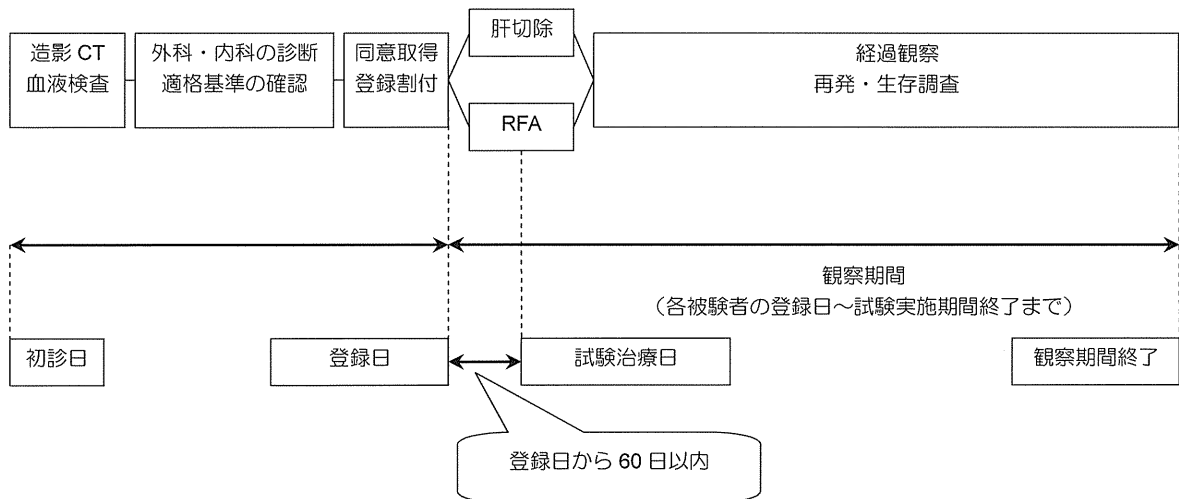 造影 CT
血液検査
外科・内科の診断
適格基準の確認
同意取得
登録割付
肝切除
RFA
経過観察
再発・生存調査
観察期間
(各被験者の登録日~試験実施期間終了まで)
初診日
登録日
試験治療日
観察期間終了
登録日から 60 日以内